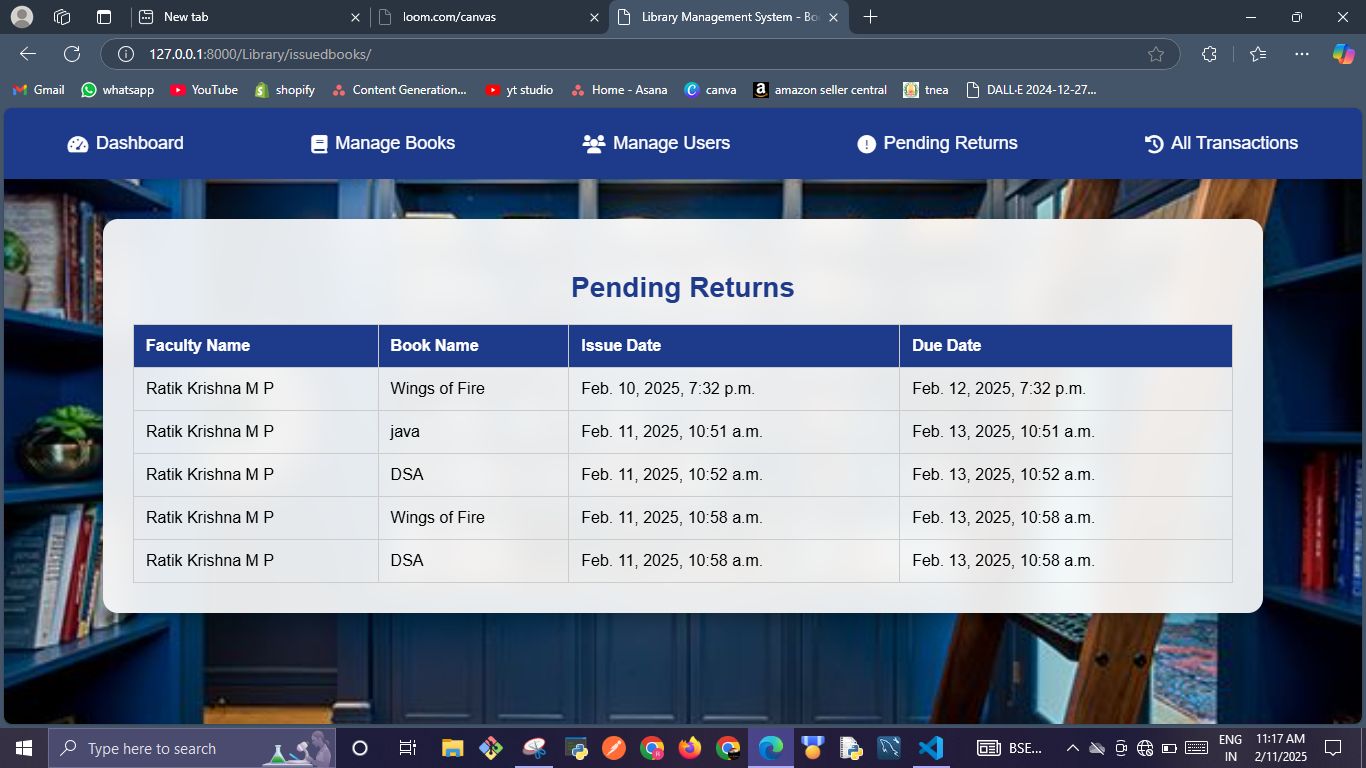 New tab
loom.com/canvas
Library Management System - Bo
127.0.0.1:8000/Library/issuedbooks/
Gmail whatsapp YouTube shopify Content Generation... yt studio Home - Asana canva amazon seller central tnea DALL·E 2024-12-27...
Dashboard Manage Books Manage Users Pending Returns All Transactions
Pending Returns
Faculty Name Book Name Issue Date Due Date
Ratik Krishna M P Wings of Fire Feb. 10, 2025, 7:32 p.m. Feb. 12, 2025, 7:32 p.m.
Ratik Krishna M P java Feb. 11, 2025, 10:51 a.m. Feb. 13, 2025, 10:51 a.m.
Ratik Krishna M P DSA Feb. 11, 2025, 10:52 a.m. Feb. 13, 2025, 10:52 a.m.
Ratik Krishna M P Wings of Fire Feb. 11, 2025, 10:58 a.m. Feb. 13, 2025, 10:58 a.m.
Ratik Krishna M P DSA Feb. 11, 2025, 10:58 a.m. Feb. 13, 2025, 10:58 a.m.
Type here to search
BSE...
ENG
IN
11:17 AM
2/11/2025